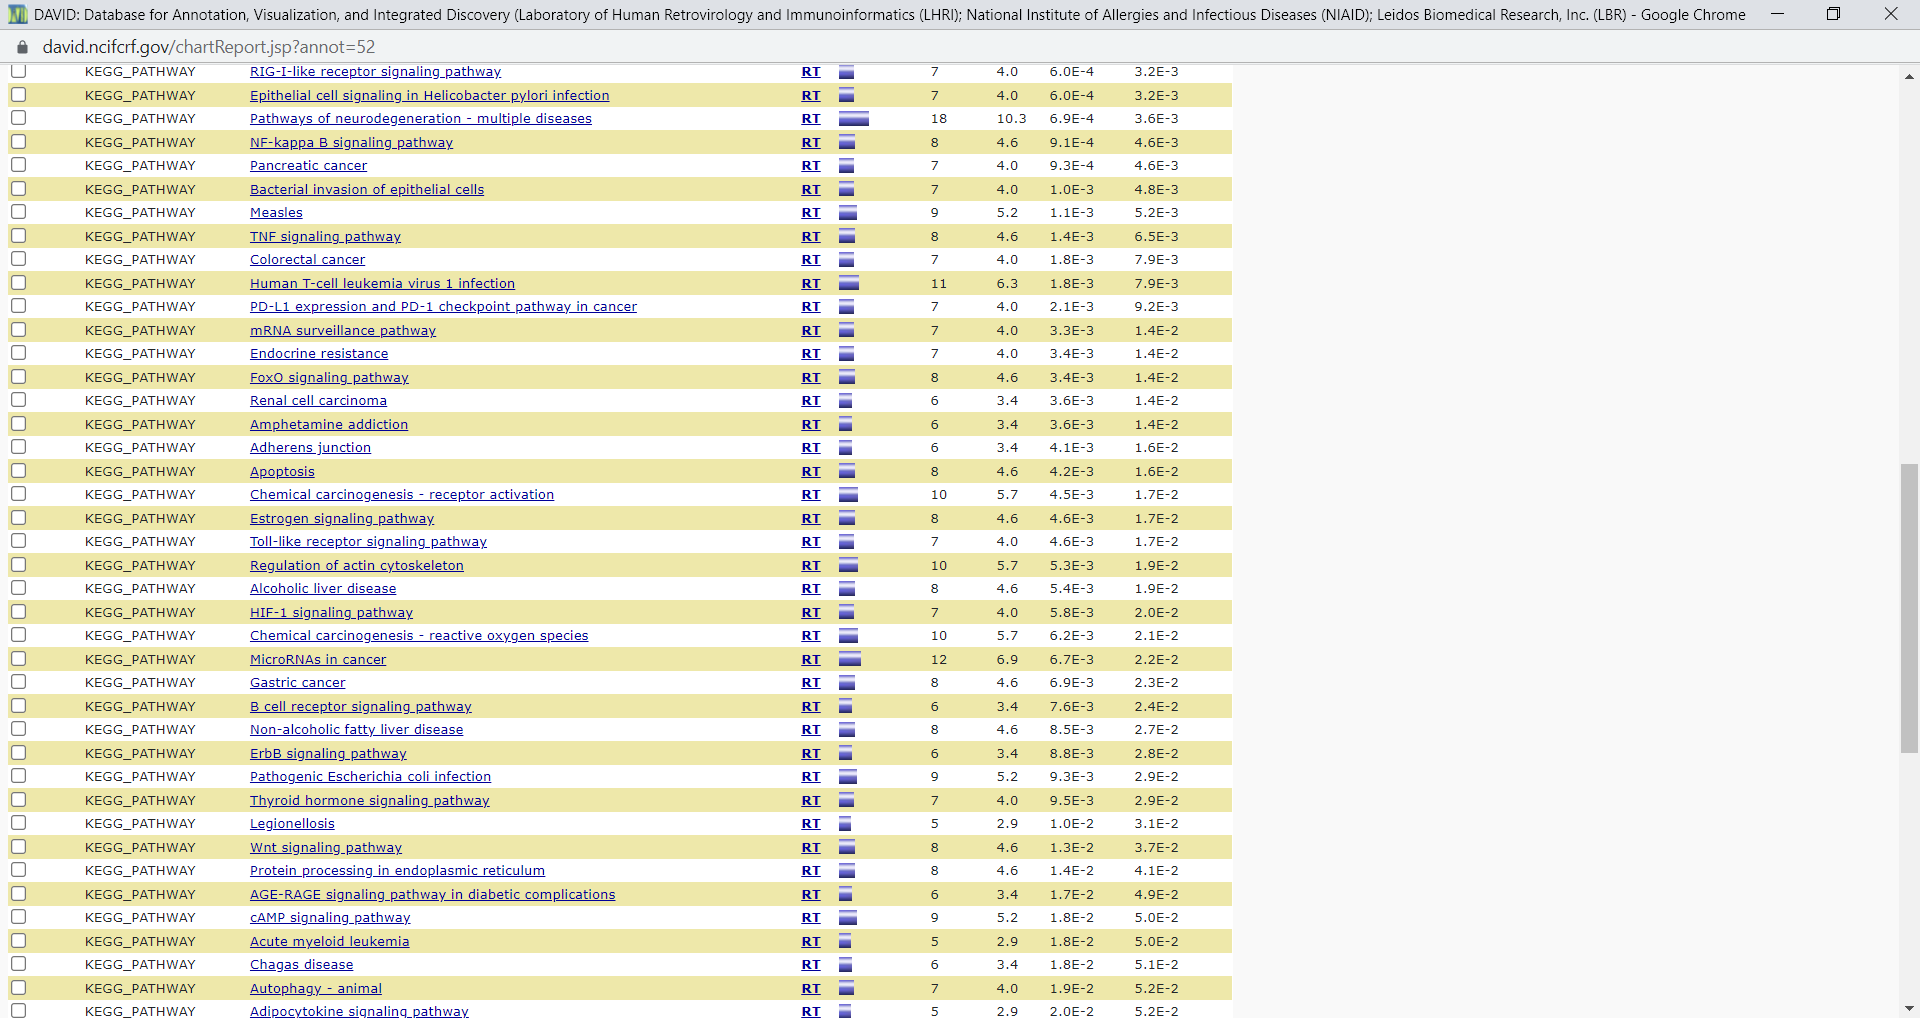 DAVID: Database for Annotation, Visualization, and Integrated Discovery (Laboratory of Human Retrovirology and Immunoinformatics (LHRI); National Institute of Allergies and Infectious Diseases (NIAID); Leidos Biomedical Research, Inc. (LBR) - Google Chrome
david.ncifcrf.gov/chartReport.jsp?annot=52
KEGG_PATHWAY RIG-I-like receptor signaling pathway RT 7 4.0 6.0E-4 3.2E-3
KEGG_PATHWAY Epithelial cell signaling in Helicobacter pylori infection RT 7 4.0 6.0E-4 3.2E-3
KEGG_PATHWAY Pathways of neurodegeneration - multiple diseases RT 18 10.3 6.9E-4 3.6E-3
KEGG_PATHWAY NF-kappa B signaling pathway RT 8 4.6 9.1E-4 4.6E-3
KEGG_PATHWAY Pancreatic cancer RT 7 4.0 9.3E-4 4.6E-3
KEGG_PATHWAY Bacterial invasion of epithelial cells RT 7 4.0 1.0E-3 4.8E-3
KEGG_PATHWAY Measles RT 9 5.2 1.1E-3 5.2E-3
KEGG_PATHWAY TNF signaling pathway RT 8 4.6 1.4E-3 6.5E-3
KEGG_PATHWAY Colorectal cancer RT 7 4.0 1.8E-3 7.9E-3
KEGG_PATHWAY Human T-cell leukemia virus 1 infection RT 11 6.3 1.8E-3 7.9E-3
KEGG_PATHWAY PD-L1 expression and PD-1 checkpoint pathway in cancer RT 7 4.0 2.1E-3 9.2E-3
KEGG_PATHWAY mRNA surveillance pathway RT 7 4.0 3.3E-3 1.4E-2
KEGG_PATHWAY Endocrine resistance RT 7 4.0 3.4E-3 1.4E-2
KEGG_PATHWAY FoxO signaling pathway RT 8 4.6 3.4E-3 1.4E-2
KEGG_PATHWAY Renal cell carcinoma RT 6 3.4 3.6E-3 1.4E-2
KEGG_PATHWAY Amphetamine addiction RT 6 3.4 3.6E-3 1.4E-2
KEGG_PATHWAY Adherens junction RT 6 3.4 4.1E-3 1.6E-2
KEGG_PATHWAY Apoptosis RT 8 4.6 4.2E-3 1.6E-2
KEGG_PATHWAY Chemical carcinogenesis - receptor activation RT 10 5.7 4.5E-3 1.7E-2
KEGG_PATHWAY Estrogen signaling pathway RT 8 4.6 4.6E-3 1.7E-2
KEGG_PATHWAY Toll-like receptor signaling pathway RT 7 4.0 4.6E-3 1.7E-2
KEGG_PATHWAY Regulation of actin cytoskeleton RT 10 5.7 5.3E-3 1.9E-2
KEGG_PATHWAY Alcoholic liver disease RT 8 4.6 5.4E-3 1.9E-2
KEGG_PATHWAY HIF-1 signaling pathway RT 7 4.0 5.8E-3 2.0E-2
KEGG_PATHWAY Chemical carcinogenesis - reactive oxygen species RT 10 5.7 6.2E-3 2.1E-2
KEGG_PATHWAY MicroRNAs in cancer RT 12 6.9 6.7E-3 2.2E-2
KEGG_PATHWAY Gastric cancer RT 8 4.6 6.9E-3 2.3E-2
KEGG_PATHWAY B cell receptor signaling pathway RT 6 3.4 7.6E-3 2.4E-2
KEGG_PATHWAY Non-alcoholic fatty liver disease RT 8 4.6 8.5E-3 2.7E-2
KEGG_PATHWAY ErbB signaling pathway RT 6 3.4 8.8E-3 2.8E-2
KEGG_PATHWAY Pathogenic Escherichia coli infection RT 9 5.2 9.3E-3 2.9E-2
KEGG_PATHWAY Thyroid hormone signaling pathway RT 7 4.0 9.5E-3 2.9E-2
KEGG_PATHWAY Legionellosis RT 5 2.9 1.0E-2 3.1E-2
KEGG_PATHWAY Wnt signaling pathway RT 8 4.6 1.3E-2 3.7E-2
KEGG_PATHWAY Protein processing in endoplasmic reticulum RT 8 4.6 1.4E-2 4.1E-2
KEGG_PATHWAY AGE-RAGE signaling pathway in diabetic complications RT 6 3.4 1.7E-2 4.9E-2
KEGG_PATHWAY cAMP signaling pathway RT 9 5.2 1.8E-2 5.0E-2
KEGG_PATHWAY Acute myeloid leukemia RT 5 2.9 1.8E-2 5.0E-2
KEGG_PATHWAY Chagas disease RT 6 3.4 1.8E-2 5.1E-2
KEGG_PATHWAY Autophagy - animal RT 7 4.0 1.9E-2 5.2E-2
KEGG_PATHWAY Adipocytokine signaling pathway RT 5 2.9 2.0E-2 5.2E-2